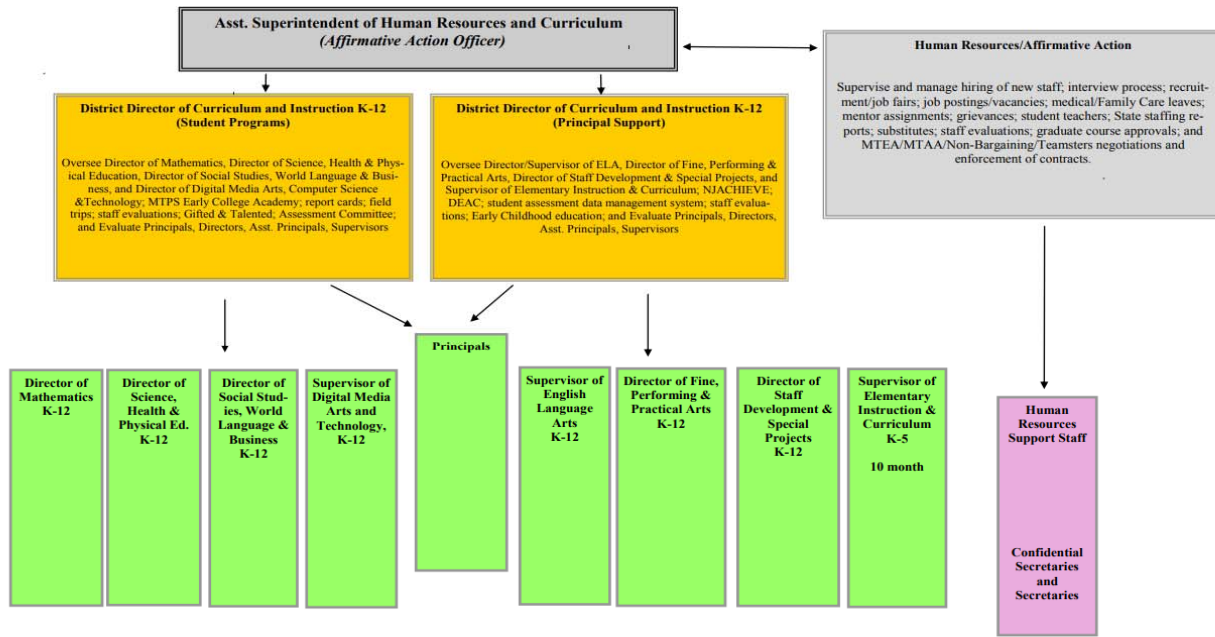 Asst. Superintendent of Human Resources and Curriculum
(Affirmative Action Officer)
Human Resources/Affirmative Action
Supervise and manage hiring of new staff; interview process; recruit-
ment/job fairs; job postings/vacancies; medical/Family Care leaves;
mentor assignments; grievances; student teachers; State staffing re-
ports; substitutes; staff evaluations; graduate course approvals; and
MTEA/MTAA/Non-Bargaining/Teamsters negotiations and
enforcement of contracts.
District Director of Curriculum and Instruction K-12
(Student Programs)
Oversee Director of Mathematics, Director of Science, Health & Phys-
ical Education, Director of Social Studies, World Language & Busi-
ness, and Director of Digital Media Arts, Computer Science
&Technology; MTPS Early College Academy; report cards; field
trips; staff evaluations; Gifted & Talented; Assessment Committee;
and Evaluate Principals, Directors, Asst. Principals, Supervisors
District Director of Curriculum and Instruction K-12
(Principal Support)
Oversee Director/Supervisor of ELA, Director of Fine, Performing &
Practical Arts, Director of Staff Development & Special Projects, and
Supervisor of Elementary Instruction & Curriculum; NJACHIEVE;
DEAC; student assessment data management system; staff evalua-
tions; Early Childhood education; and Evaluate Principals, Directors,
Asst. Principals, Supervisors
Director of
Mathematics
K-12
Director of
Science,
Health &
Physical Ed.
K-12
Director of
Social Stud-
ies, World
Language &
Business
K-12
Supervisor of
Digital Media
Arts and
Technology,
K-12
Principals
Supervisor of
English
Language
Arts
K-12
Director of Fine,
Performing &
Practical Arts
K-12
Director of
Staff
Development &
Special
Projects
K-12
Supervisor of
Elementary
Instruction &
Curriculum
K-5
10 month
Human
Resources
Support Staff
Confidential
Secretaries
and
Secretaries